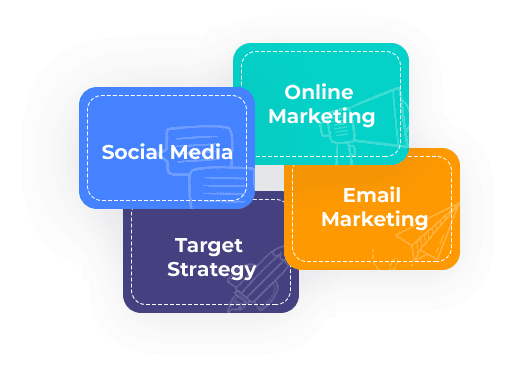 Online
Marketing
Social Media
Email
Marketing
Target
Strategy